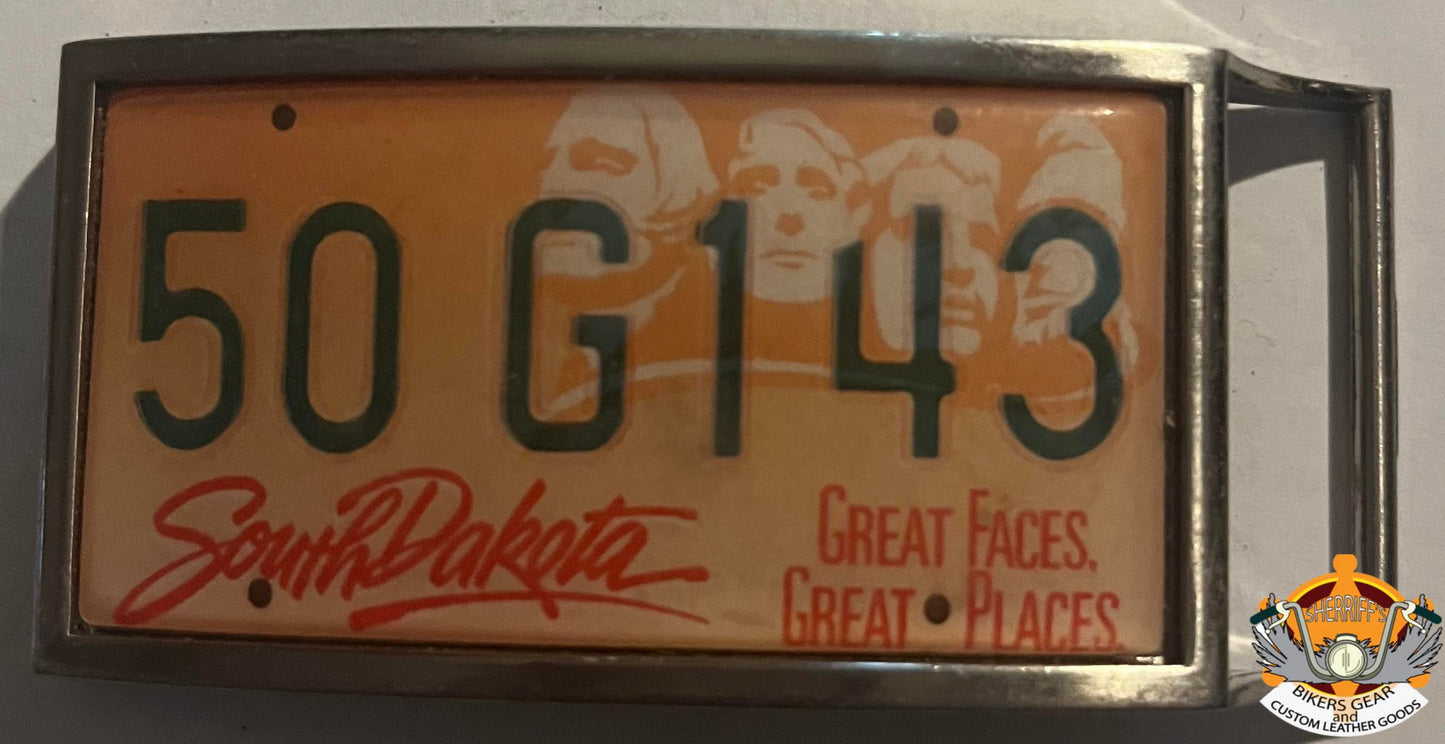 50 G143
South Dakota
GREAT FACES.
GREAT PLACES.
SHERRIFF'S
BIKERS GEAR
and
CUSTOM LEATHER GOODS